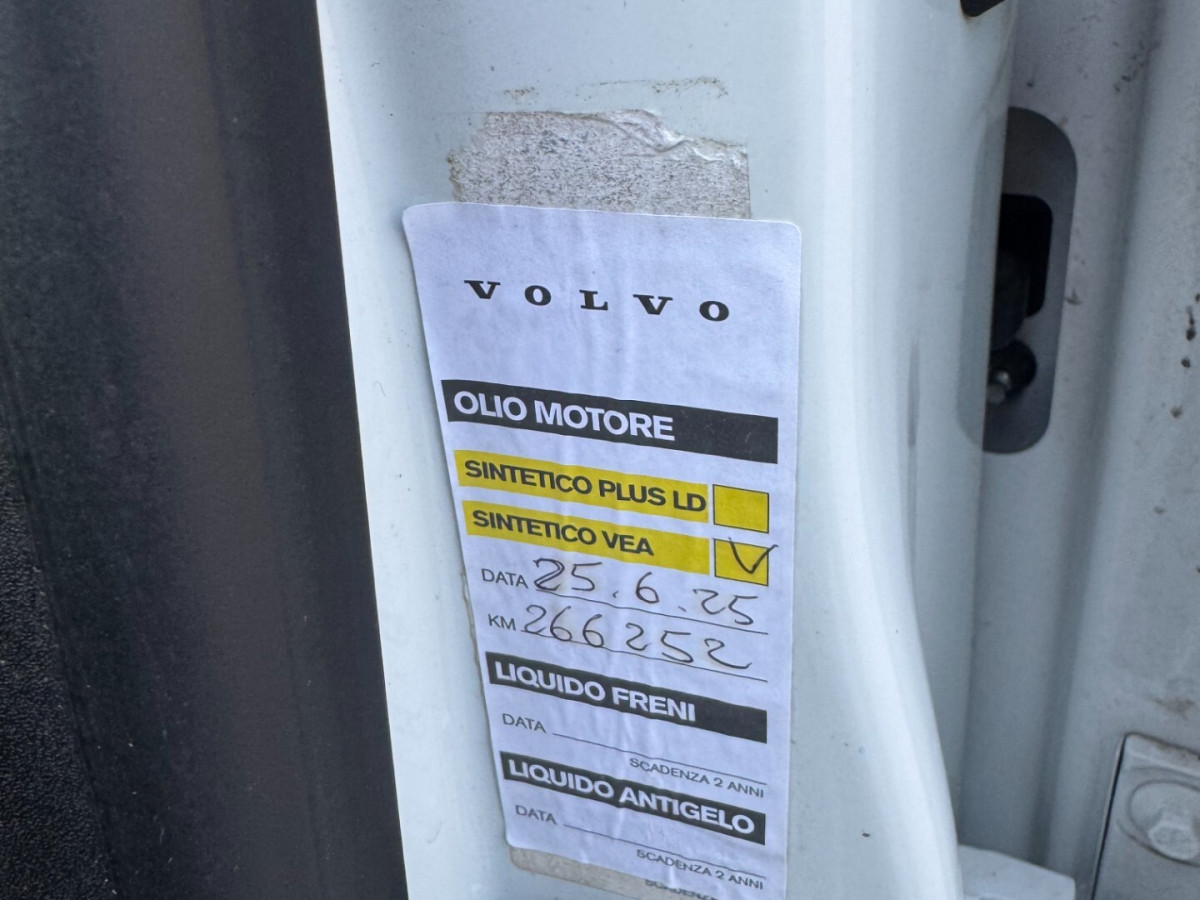 VOLVO
OLIO MOTORE
SINTETICO PLUS LD
SINTETICO VEA
DATA 25.6.25
KM 266252
LIQUIDO FRENI
DATA
SCADENZA 2 ANNI
LIQUIDO ANTIGELO
DATA
SCADENZA 2 ANNI
SCADENZA